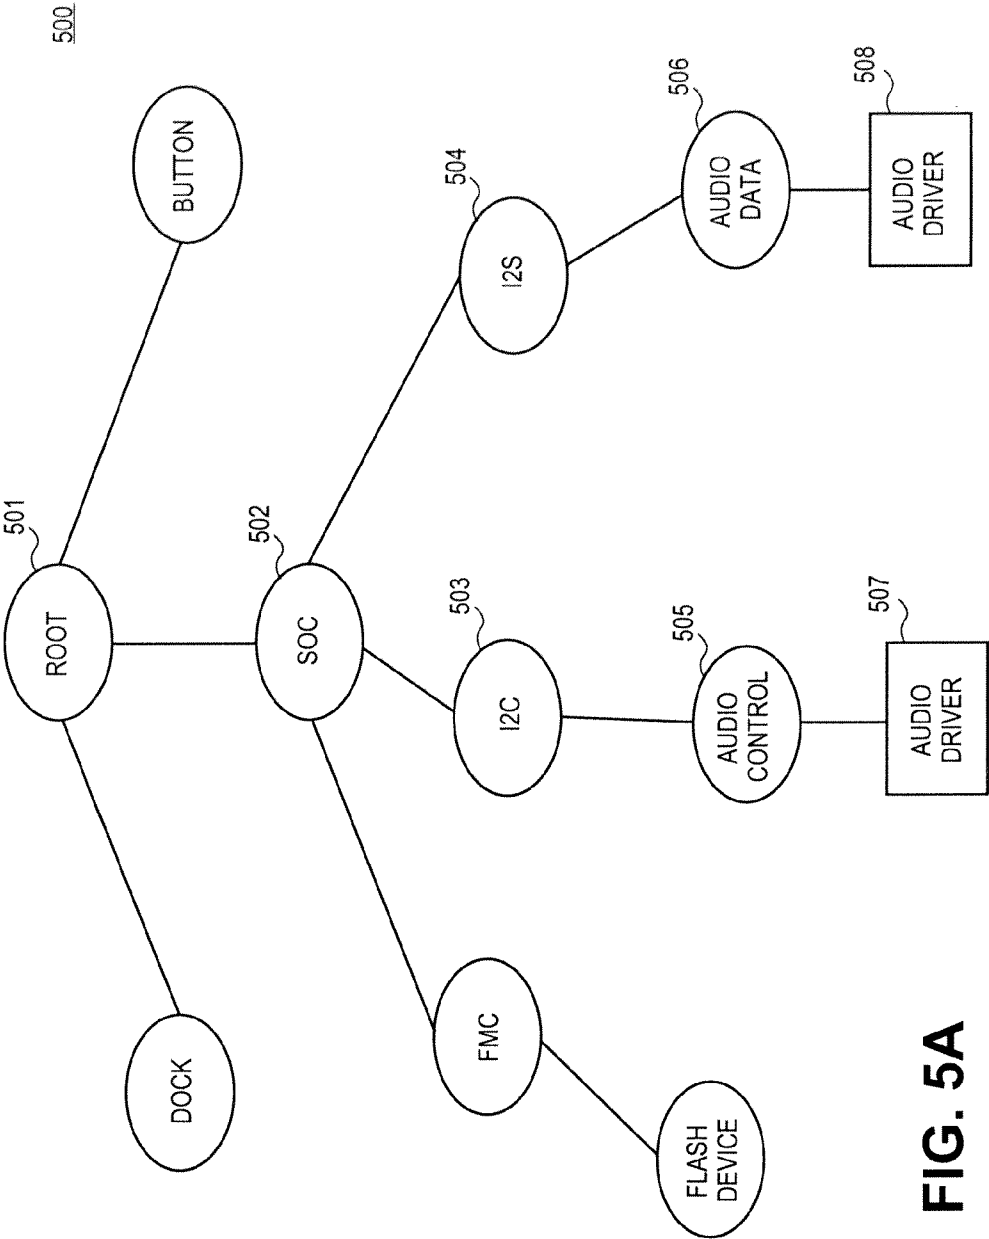 500
501
ROOT
DOCK
BUTTON
502
SOC
503
504
FMC
I2C
I2S
505
506
FLASH
DEVICE
AUDIO
CONTROL
AUDIO
DATA
507
508
AUDIO
DRIVER
AUDIO
DRIVER
FIG. 5A